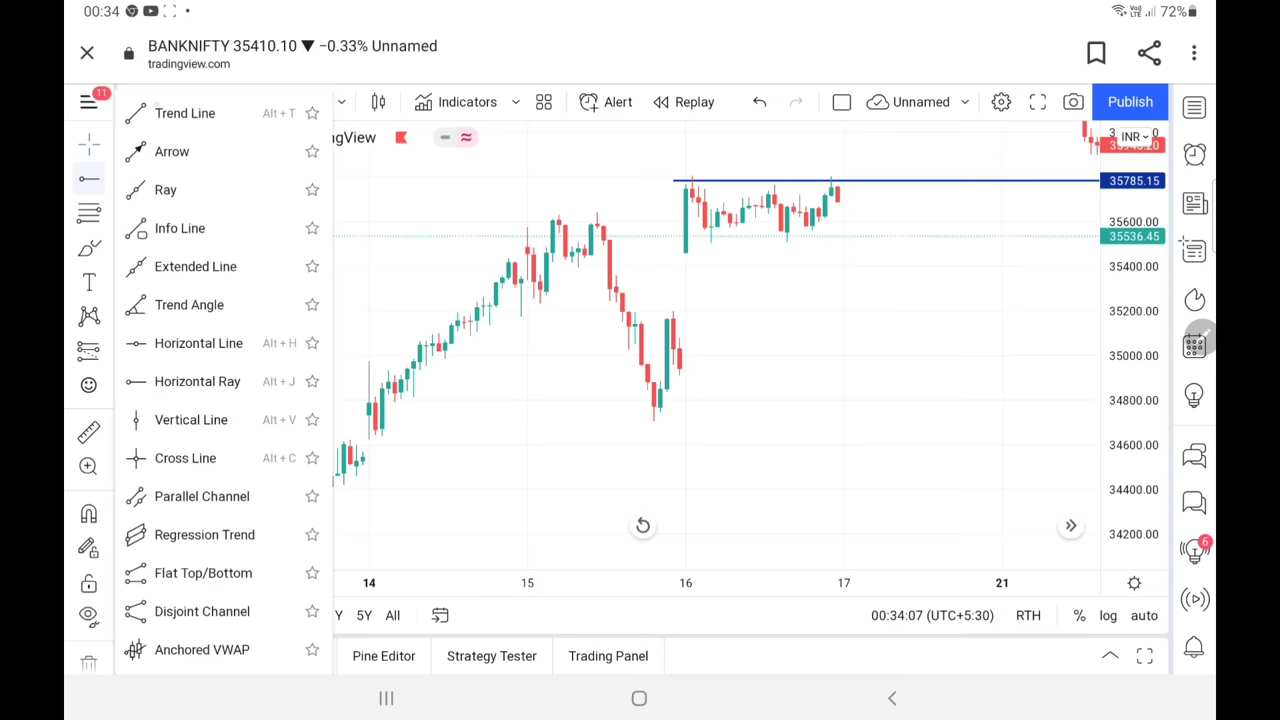 00:34
72%
BANKNIFTY 35410.10 ▼ −0.33% Unnamed
tradingview.com
11
Indicators
Alert
Replay
Unnamed
Publish
Trend Line Alt + T
Arrow
Ray
Info Line
Extended Line
Trend Angle
Horizontal Line Alt + H
Horizontal Ray Alt + J
Vertical Line Alt + V
Cross Line Alt + C
Parallel Channel
Regression Trend
Flat Top/Bottom
Disjoint Channel
Anchored VWAP
gView
INR
35785.15
35600.00
35536.45
35400.00
35200.00
35000.00
34800.00
34600.00
34400.00
34200.00
14 15 16 17 21
Y 5Y All
00:34:07 (UTC+5:30) RTH % log auto
Pine Editor
Strategy Tester
Trading Panel
6